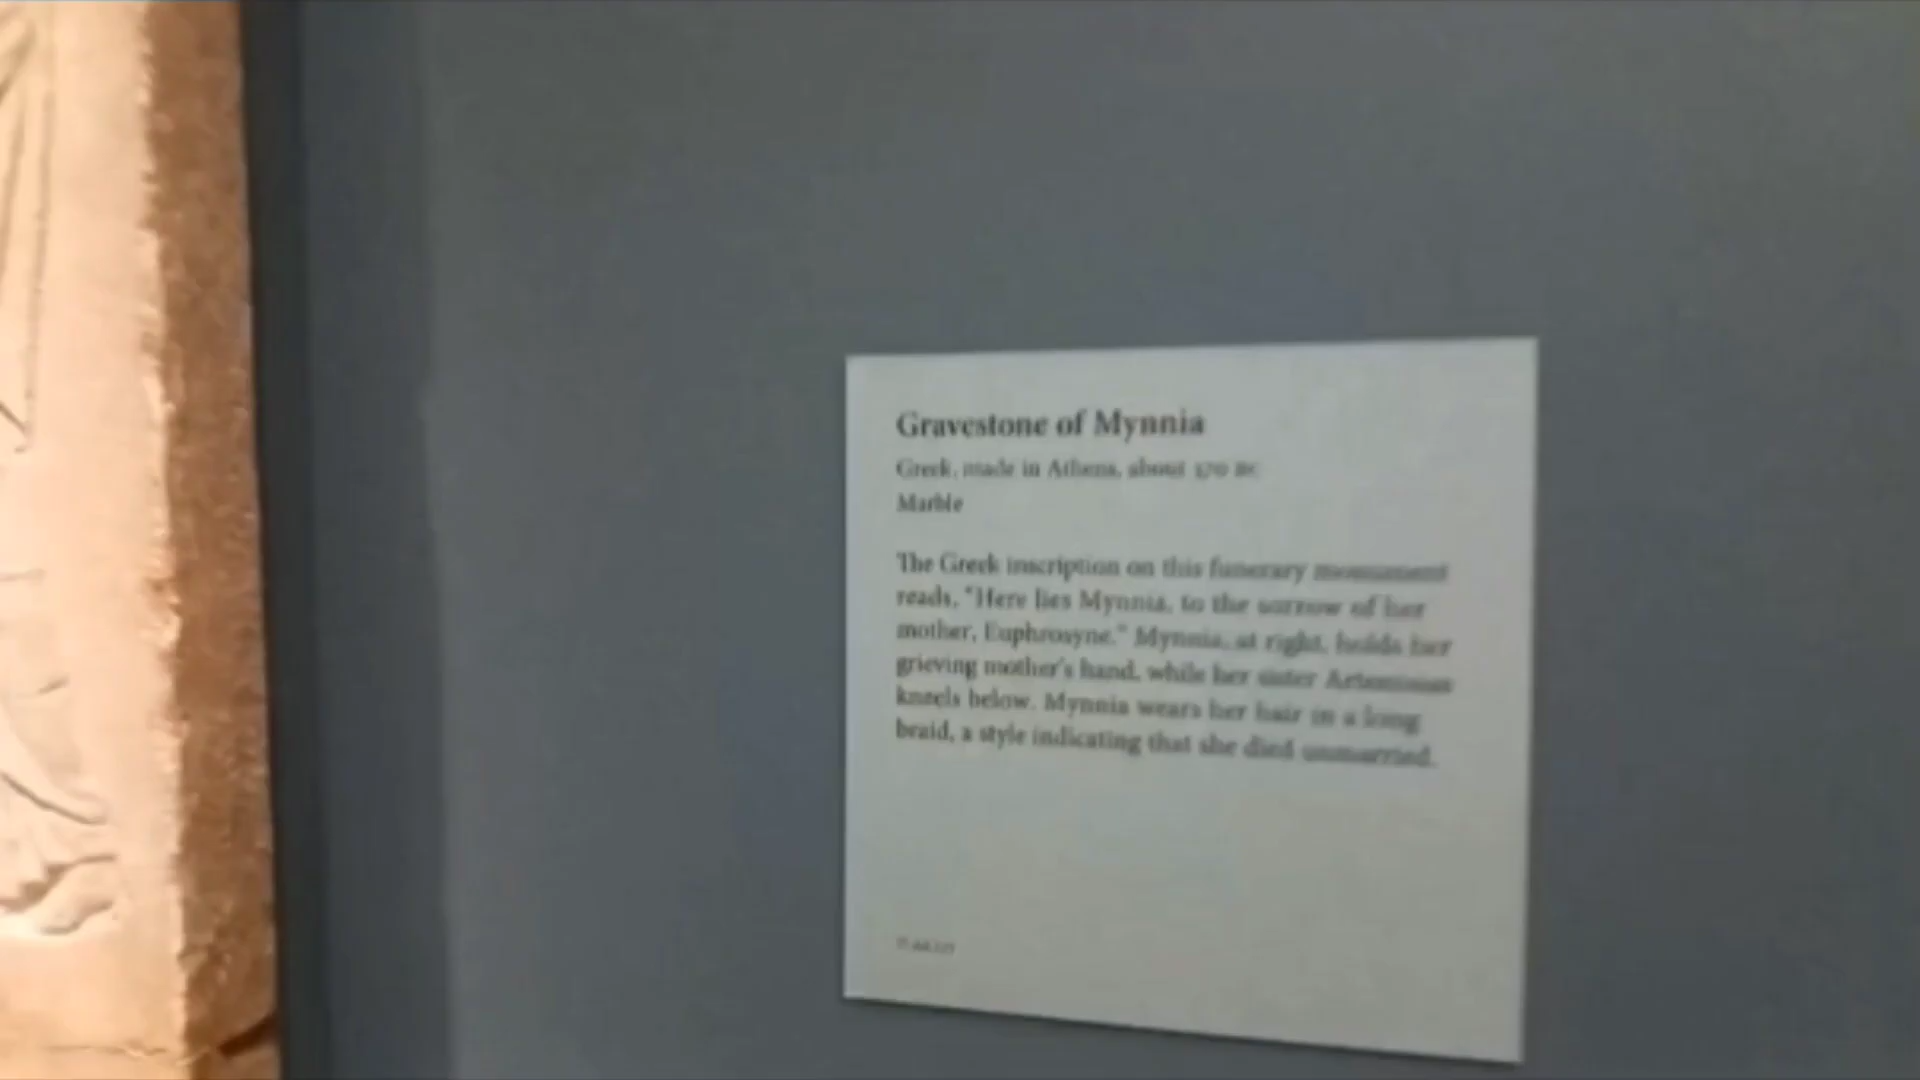 Gravestone of Mynnia
Greek, made in Athens, about 370 BC
Marble
The Greek inscription on this funerary monument
reads, "Here lies Mynnia, to the sorrow of her
mother, Euphrosyne." Mynnia, at right, holds her
grieving mother's hand, while her sister
kneels below. Mynnia wears her hair in a long
braid, a style indicating that she died unmarried.